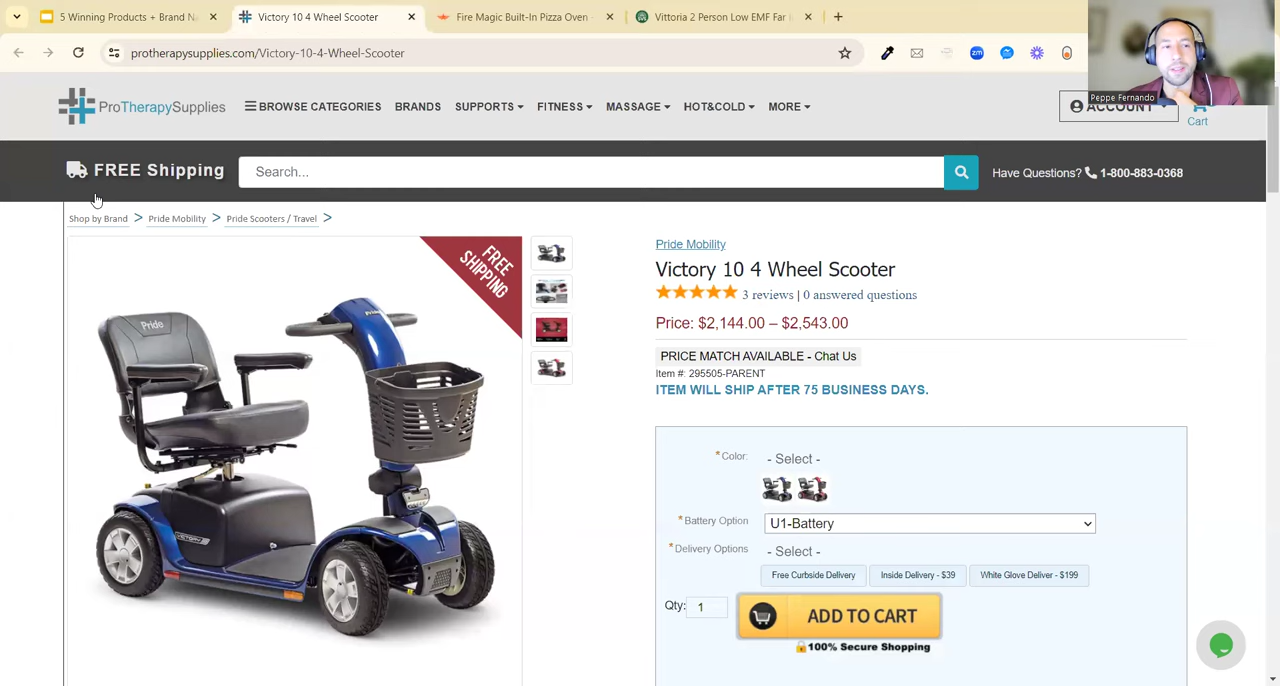 5 Winning Products + Brand Na
Victory 10 4 Wheel Scooter
Fire Magic Built-In Pizza Oven -
Vittoria 2 Person Low EMF Far I
protherapysupplies.com/Victory-10-4-Wheel-Scooter
zm
Peppe Fernando
ProTherapySupplies
BROWSE CATEGORIES
BRAN
SUPPORTS
FITNESS
MASSAGE
HOT&COLD
MORE
ACCOUNT
Cart
FREE Shipping
Search...
Have Questions? 1-800-883-0368
Shop by Brand > Pride Mobility > Pride Scooters / Travel >
FREE
SHIPPING
Pride
Pride
VICTORY
Pride Mobility
Victory 10 4 Wheel Scooter
3 reviews | 0 answered questions
Price: $2,144.00 – $2,543.00
PRICE MATCH AVAILABLE - Chat Us
Item #: 295505-PARENT
ITEM WILL SHIP AFTER 75 BUSINESS DAYS.
*Color: - Select -
*Battery Option U1-Battery
*Delivery Options - Select -
Free Curbside Delivery
Inside Delivery - $39
White Glove Deliver - $199
Qty: 1
ADD TO CART
100% Secure Shopping